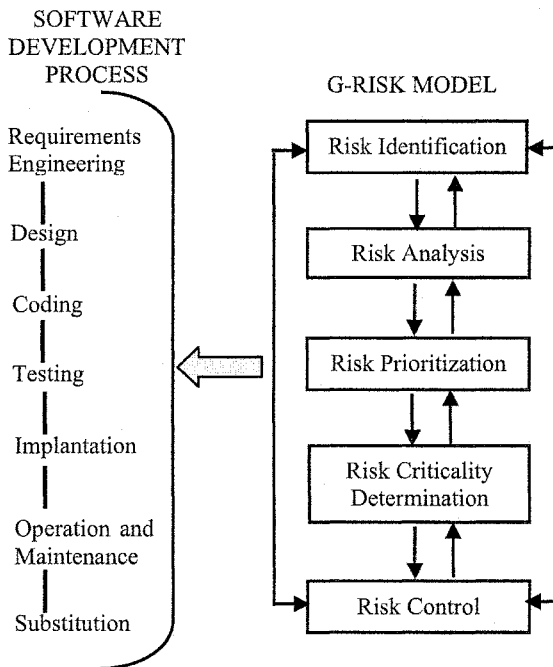 SOFTWARE
DEVELOPMENT
PROCESS
Requirements
Engineering
Design
Coding
Testing
Implantation
Operation and
Maintenance
Substitution
G-RISK MODEL
Risk Identification
Risk Analysis
Risk Prioritization
Risk Criticality
Determination
Risk Control